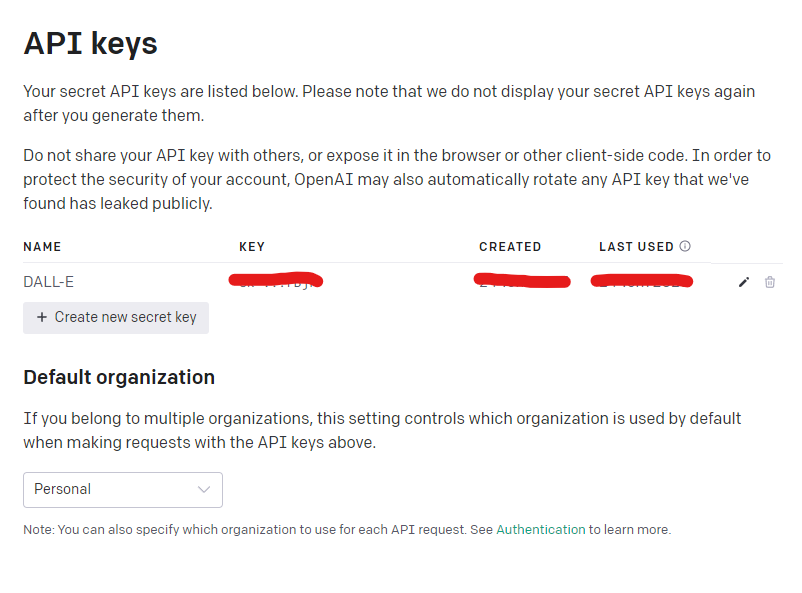 API keys
Your secret API keys are listed below. Please note that we do not display your secret API keys again
after you generate them.
Do not share your API key with others, or expose it in the browser or other client-side code. In order to
protect the security of your account, OpenAI may also automatically rotate any API key that we've
found has leaked publicly.
NAME KEY CREATED LAST USED
DALL-E
+ Create new secret key
Default organization
If you belong to multiple organizations, this setting controls which organization is used by default
when making requests with the API keys above.
Personal
Note: You can also specify which organization to use for each API request. See Authentication to learn more.